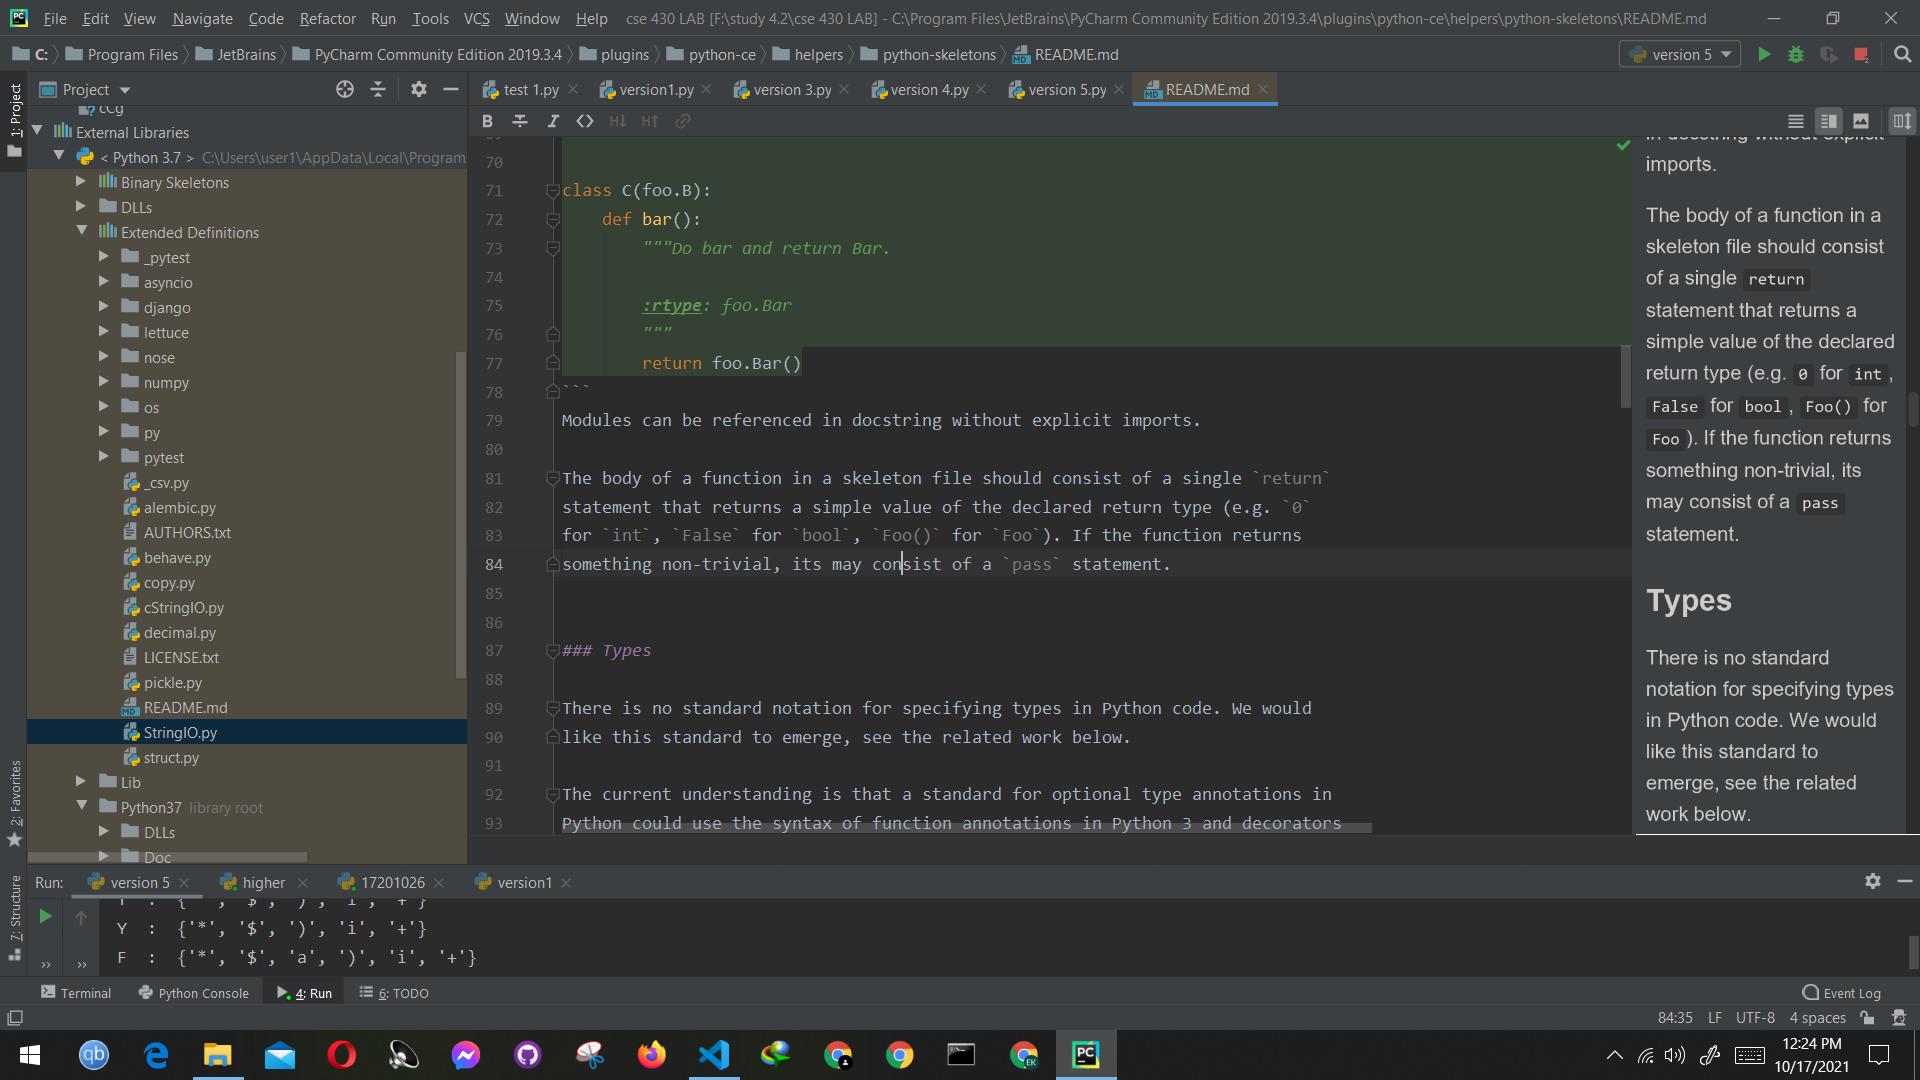 File Edit View Navigate Code Refactor Run Tools VCS Window Help cse 430 LAB [F:\study 4.2\cse 430 LAB] - C:\Program Files\JetBrains\PyCharm Community Edition 2019.3.4\plugins\python-ce\helpers\python-skeletons\README.md
C: Program Files JetBrains PyCharm Community Edition 2019.3.4 plugins python-ce helpers python-skeletons README.md version 5
1: Project
Project
test 1.py version1.py version 3.py version 4.py version 5.py README.md
External Libraries
< Python 3.7 > C:\Users\user1\AppData\Local\Program
Binary Skeletons
DLLs
Extended Definitions
_pytest
asyncio
django
lettuce
nose
numpy
os
py
pytest
_csv.py
alembic.py
AUTHORS.txt
behave.py
copy.py
cStringIO.py
decimal.py
LICENSE.txt
pickle.py
README.md
StringIO.py
struct.py
Lib
Python37 library root
DLLs
Doc
2: Favorites
7: Structure
70
71 class C(foo.B):
72 def bar():
73 """Do bar and return Bar.
74
75 :rtype: foo.Bar
76 """
77 return foo.Bar()
78 ```
79 Modules can be referenced in docstring without explicit imports.
80
81 The body of a function in a skeleton file should consist of a single `return`
82 statement that returns a simple value of the declared return type (e.g. `0`
83 for `int`, `False` for `bool`, `Foo()` for `Foo`). If the function returns
84 something non-trivial, its may consist of a `pass` statement.
85
86
87 ### Types
88
89 There is no standard notation for specifying types in Python code. We would
90 like this standard to emerge, see the related work below.
91
92 The current understanding is that a standard for optional type annotations in
93 Python could use the syntax of function annotations in Python 3 and decorators
in docstring without explicit
imports.
The body of a function in a
skeleton file should consist
of a single return
statement that returns a
simple value of the declared
return type (e.g. 0 for int,
False for bool, Foo() for
Foo). If the function returns
something non-trivial, its
may consist of a pass
statement.
Types
There is no standard
notation for specifying types
in Python code. We would
like this standard to
emerge, see the related
work below.
Run: version 5 higher 17201026 version1
Y : {'*', '$', ')', 'i', '+'}
F : {'*', '$', 'a', ')', 'i', '+'}
Terminal Python Console 4: Run 6: TODO Event Log
84:35 LF UTF-8 4 spaces
12:24 PM
10/17/2021